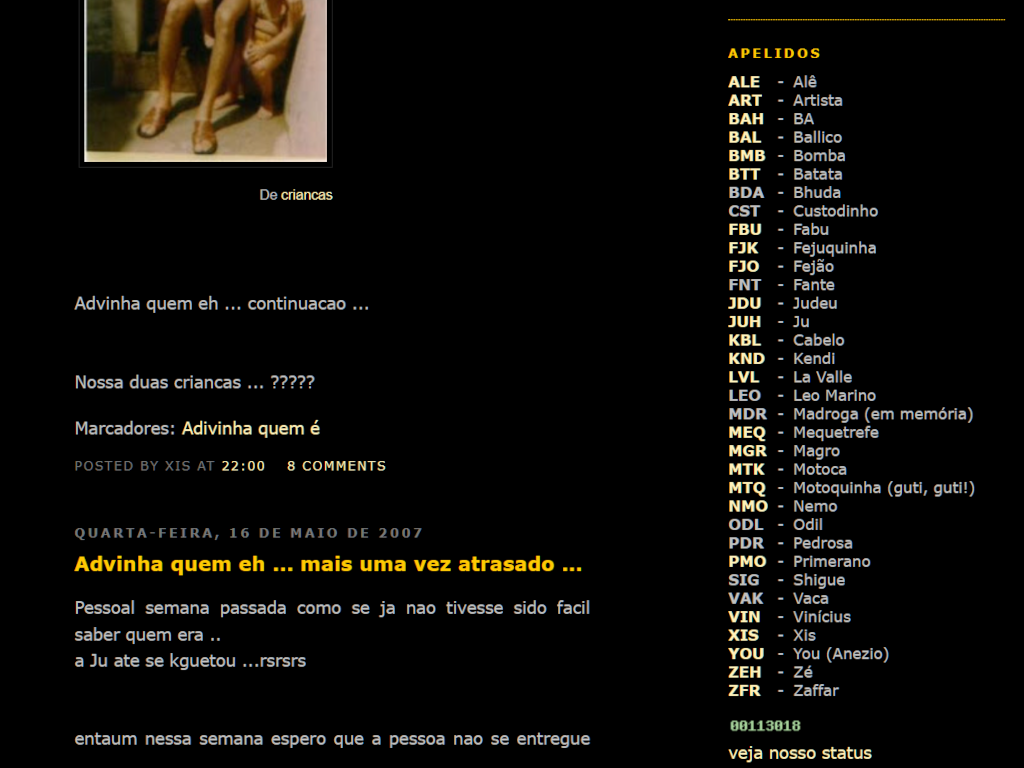 De criancas
Advinha quem eh ... continuacao ...
Nossa duas criancas ... ?????
Marcadores: Adivinha quem é
POSTED BY XIS AT 22:00 8 COMMENTS
QUARTA-FEIRA, 16 DE MAIO DE 2007
Advinha quem eh ... mais uma vez atrasado ...
Pessoal semana passada como se ja nao tivesse sido facil
saber quem era ..
a Ju ate se kguetou ...rsrsrs
entaum nessa semana espero que a pessoa nao se entregue
APELIDOS
ALE - Alê
ART - Artista
BAH - BA
BAL - Ballico
BMB - Bomba
BTT - Batata
BDA - Bhuda
CST - Custodinho
FBU - Fabu
FJK - Fejuquinha
FJO - Fejão
FNT - Fante
JDU - Judeu
JUH - Ju
KBL - Cabelo
KND - Kendi
LVL - La Valle
LEO - Leo Marino
MDR - Madroga (em memória)
MEQ - Mequetrefe
MGR - Magro
MTK - Motoca
MTQ - Motoquinha (guti, guti!)
NMO - Nemo
ODL - Odil
PDR - Pedrosa
PMO - Primerano
SIG - Shigue
VAK - Vaca
VIN - Vinícius
XIS - Xis
YOU - You (Anezio)
ZEH - Zé
ZFR - Zaffar
00113018
veja nosso status